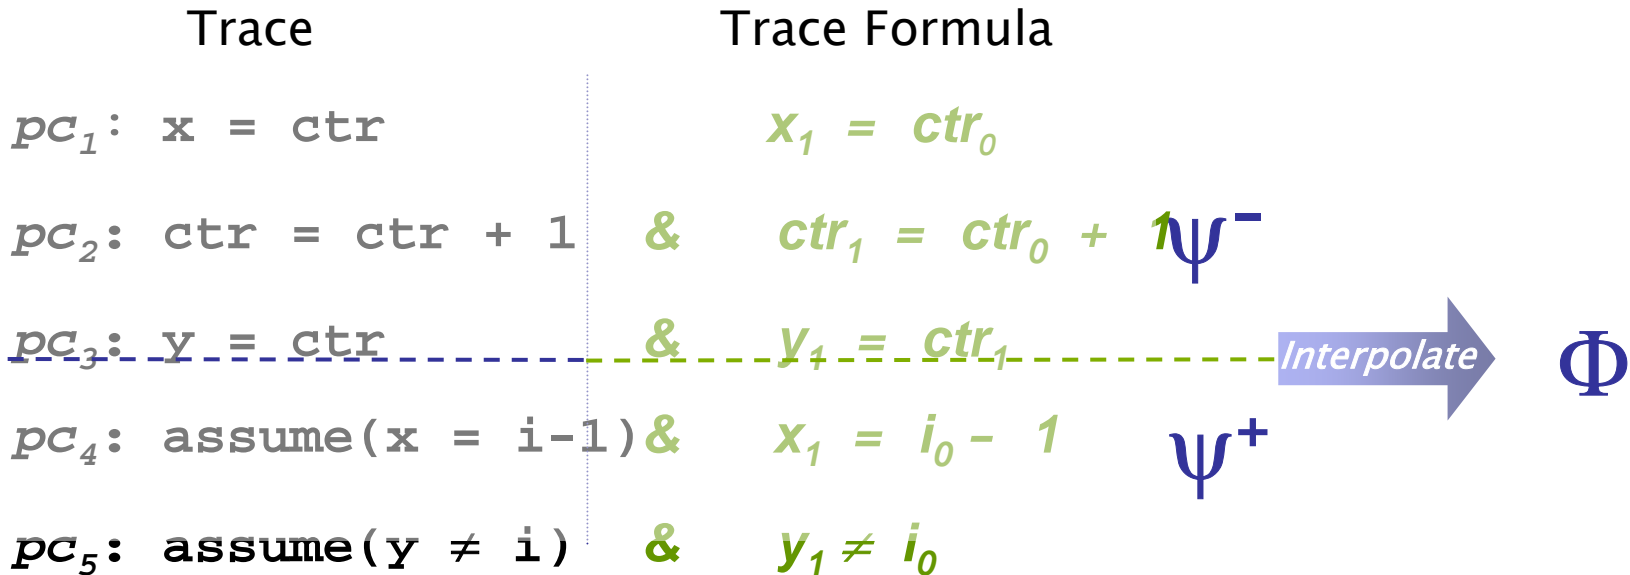 Trace Trace Formula
pc1: x = ctr x1 = ctr0
pc2: ctr = ctr + 1 & ctr1 = ctr0 + 1 ψ-
pc3: y = ctr & y1 = ctr1
Interpolate Φ
pc4: assume(x = i-1) & x1 = i0 - 1 ψ+
pc5: assume(y ≠ i) & y1 ≠ i0